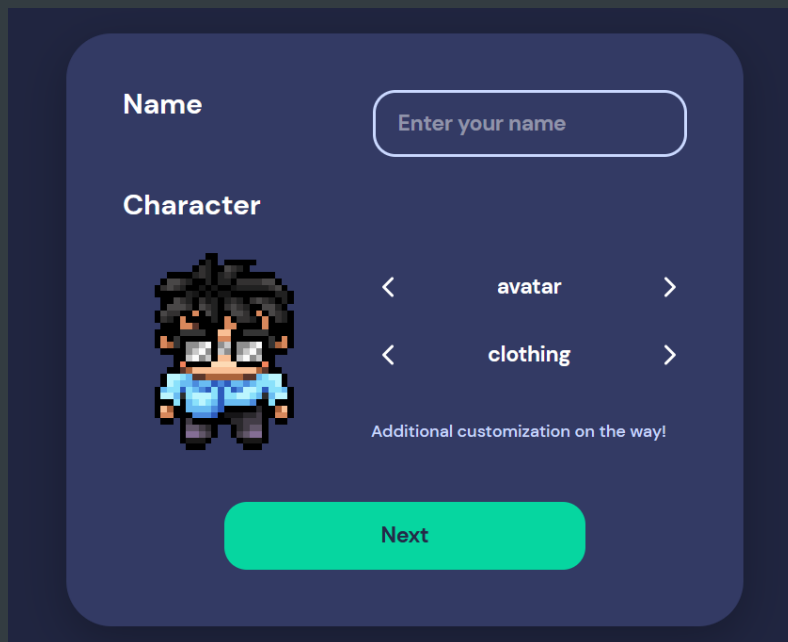 Name
Enter your name
Character
avatar
clothing
Additional customization on the way!
Next